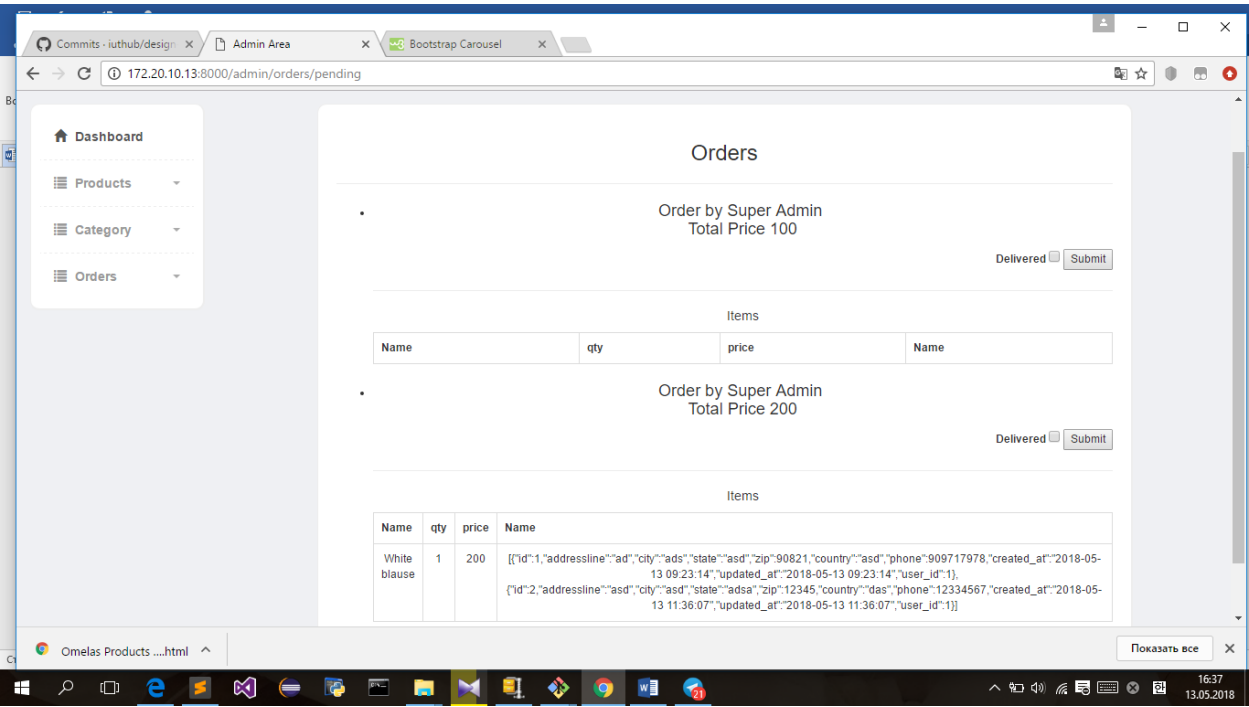 Commits · iuthub/design
Admin Area
Bootstrap Carousel
172.20.10.13:8000/admin/orders/pending
Dashboard
Products
Category
Orders
Orders
Order by Super Admin
Total Price 100
Delivered Submit
Items
Name qty price Name
Order by Super Admin
Total Price 200
Delivered Submit
Items
Name qty price Name
White blause 1 200 [{"id":1,"addressline":"ad","city":"ads","state":"asd","zip":90821,"country":"asd","phone":909717978,"created_at":"2018-05-
13 09:23:14","updated_at":"2018-05-13 09:23:14","user_id":1},
{"id":2,"addressline":"asd","city":"asd","state":"adsa","zip":12345,"country":"das","phone":12334567,"created_at":"2018-05-
13 11:36:07","updated_at":"2018-05-13 11:36:07","user_id":1}]
Omelas Products ....html
Показать все
21
한
16:37
13.05.2018